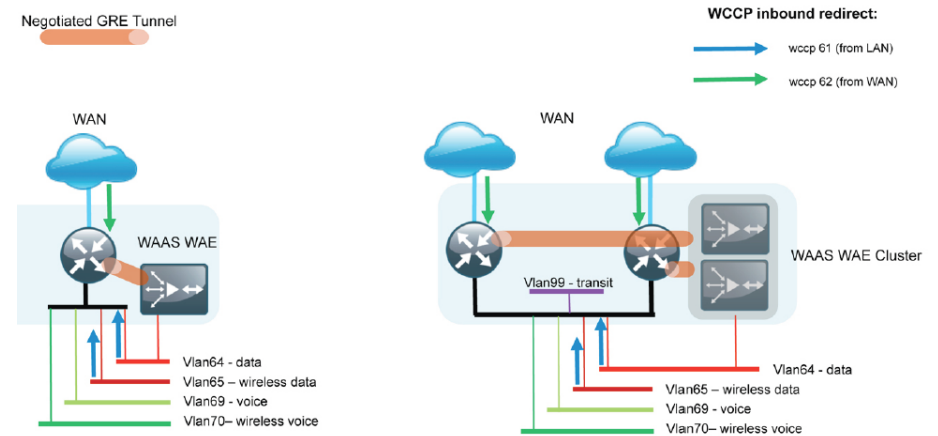 Negotiated GRE Tunnel
WCCP inbound redirect:
wccp 61 (from LAN)
wccp 62 (from WAN)
WAN
WAAS WAE
Vlan64 - data
Vlan65 – wireless data
Vlan69 - voice
Vlan70– wireless voice
WAN
WAAS WAE Cluster
Vlan99 - transit
Vlan64 - data
Vlan65 – wireless data
Vlan69 - voice
Vlan70– wireless voice